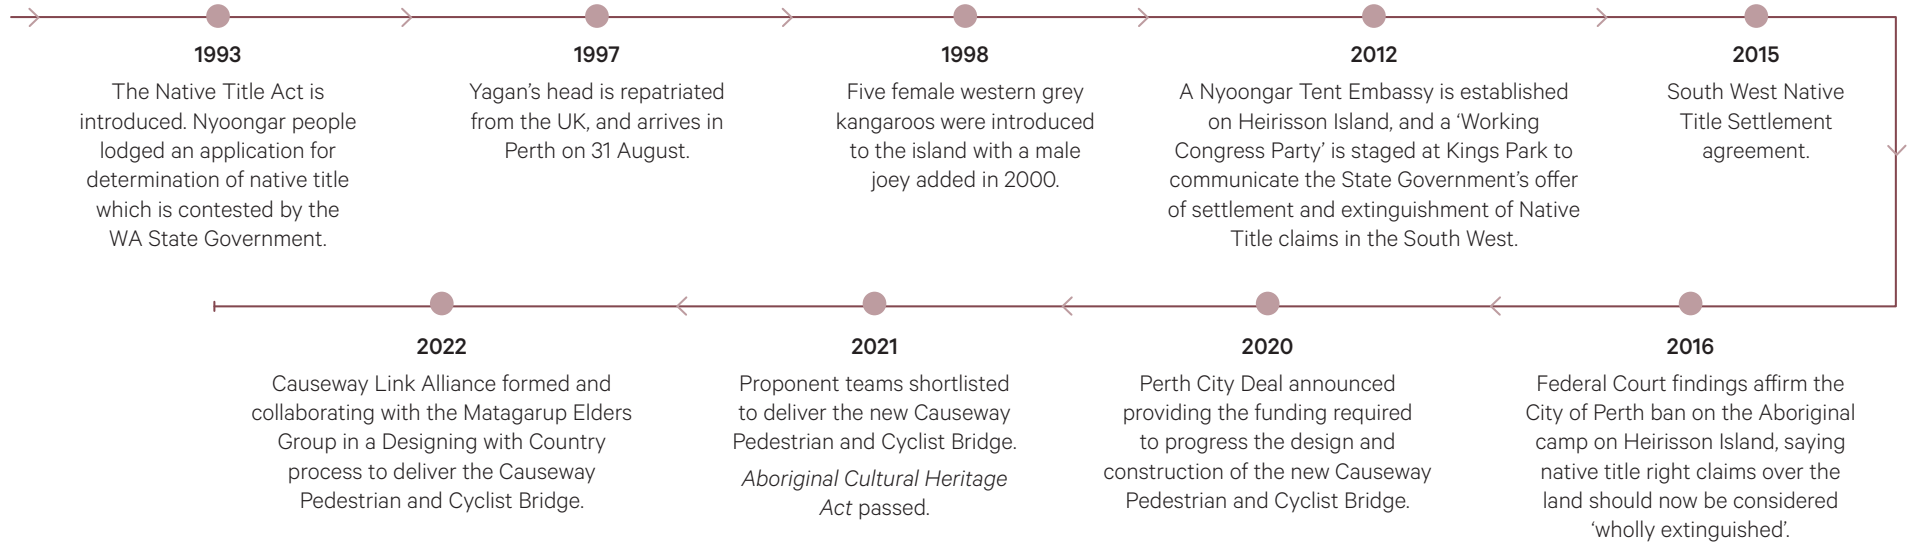 1993
The Native Title Act is
introduced. Nyoongar people
lodged an application for
determination of native title
which is contested by the
WA State Government.
1997
Yagan’s head is repatriated
from the UK, and arrives in
Perth on 31 August.
1998
Five female western grey
kangaroos were introduced
to the island with a male
joey added in 2000.
2012
A Nyoongar Tent Embassy is established
on Heirisson Island, and a ‘Working
Congress Party’ is staged at Kings Park to
communicate the State Government’s offer
of settlement and extinguishment of Native
Title claims in the South West.
2015
South West Native
Title Settlement
agreement.
2016
Federal Court findings affirm the
City of Perth ban on the Aboriginal
camp on Heirisson Island, saying
native title right claims over the
land should now be considered
‘wholly extinguished’.
2020
Perth City Deal announced
providing the funding required
to progress the design and
construction of the new Causeway
Pedestrian and Cyclist Bridge.
2021
Proponent teams shortlisted
to deliver the new Causeway
Pedestrian and Cyclist Bridge.
Aboriginal Cultural Heritage
Act passed.
2022
Causeway Link Alliance formed and
collaborating with the Matagarup Elders
Group in a Designing with Country
process to deliver the Causeway
Pedestrian and Cyclist Bridge.